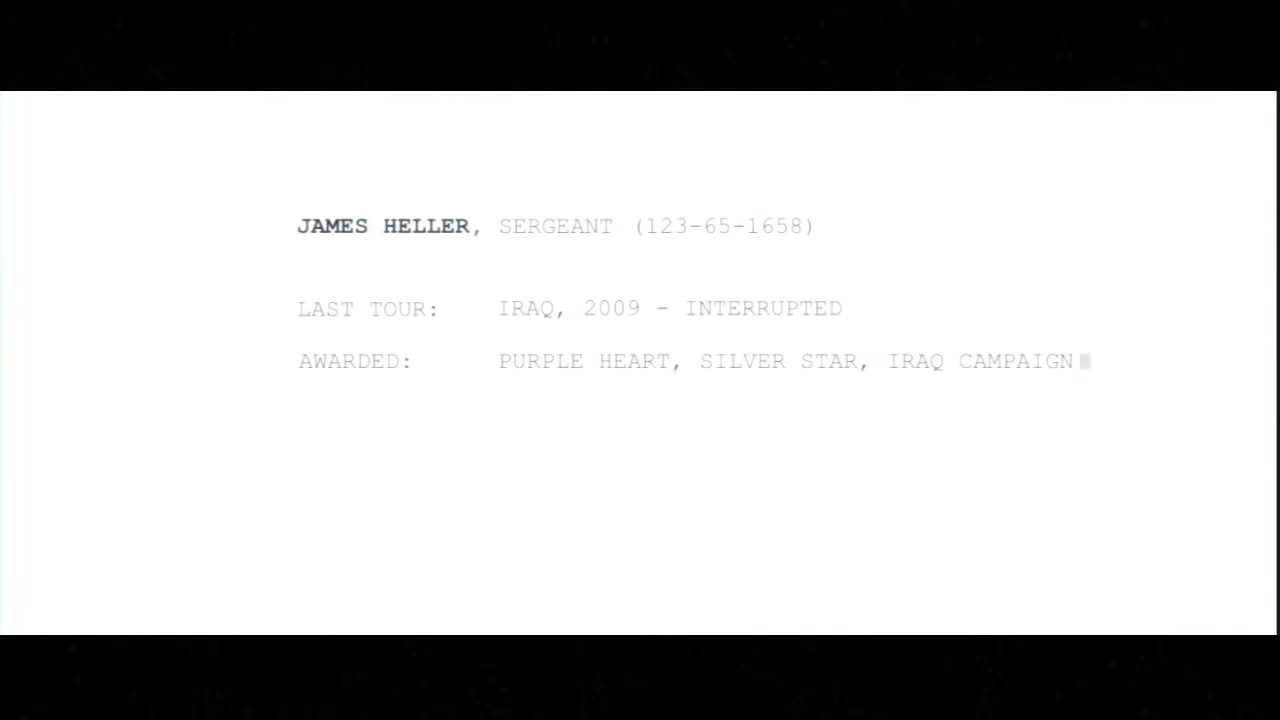 JAMES HELLER, SERGEANT (123-65-1658)
LAST TOUR: IRAQ, 2009 - INTERRUPTED
AWARDED: PURPLE HEART, SILVER STAR, IRAQ CAMPAIGN